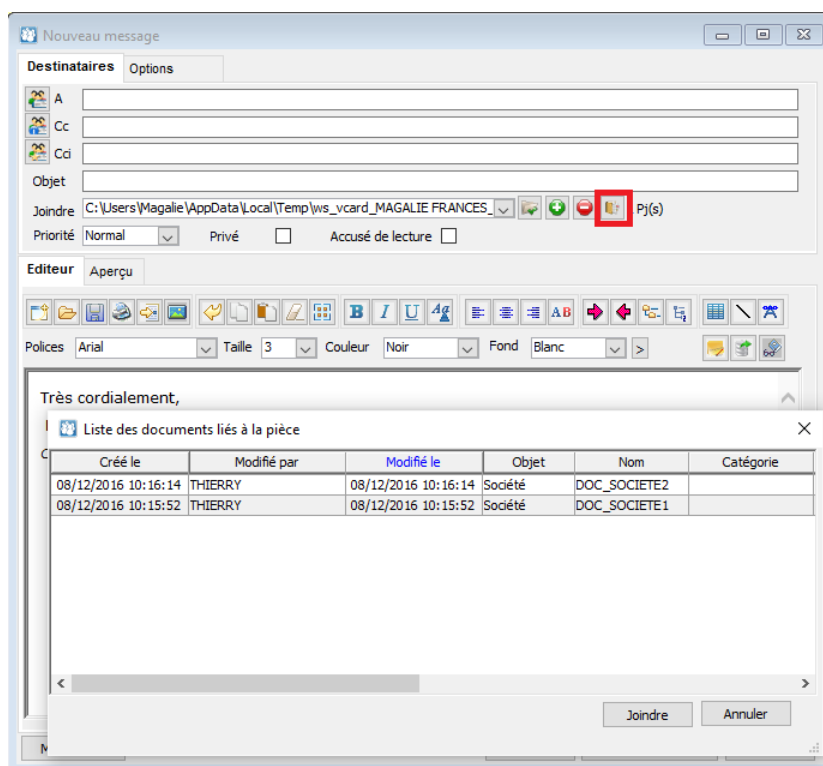 Nouveau message
Destinataires Options
A
Cc
Cci
Objet
Joindre C:\Users\Magalie\AppData\Local\Temp\ws_vcard_MAGALIE FRANCES_ Pj(s)
Priorité Normal Privé Accusé de lecture
Editeur Aperçu
B I U Ag AB
Polices Arial Taille 3 Couleur Noir Fond Blanc >
Très cordialement,
Liste des documents liés à la pièce
Créé le Modifié par Modifié le Objet Nom Catégorie
08/12/2016 10:16:14 THIERRY 08/12/2016 10:16:14 Société DOC_SOCIETE2
08/12/2016 10:15:52 THIERRY 08/12/2016 10:15:52 Société DOC_SOCIETE1
Joindre Annuler